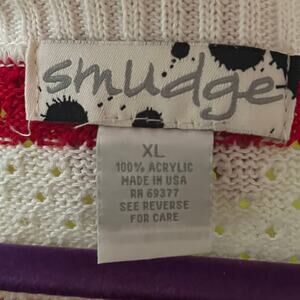 smudge
XL
100% ACRYLIC
MADE IN USA
RN 69377
SEE REVERSE
FOR CARE